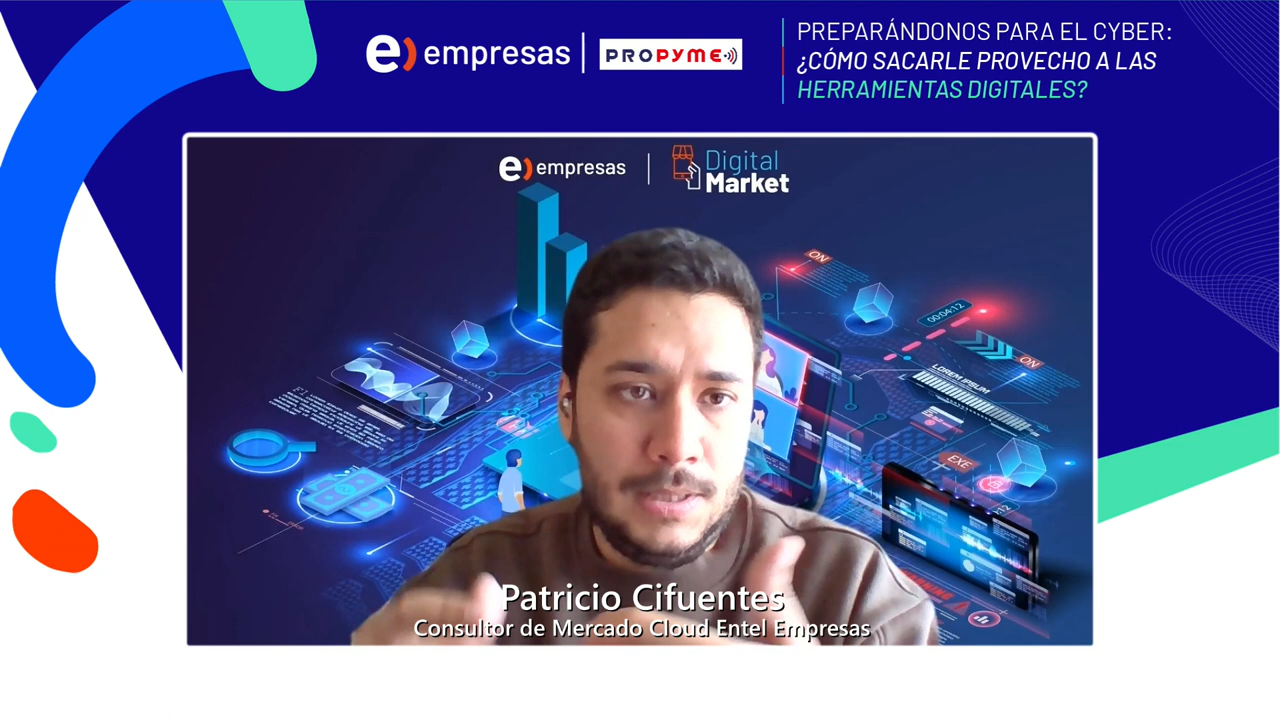 e) empresas
PROPYME
PREPARÁNDONOS PARA EL CYBER:
¿CÓMO SACARLE PROVECHO A LAS
HERRAMIENTAS DIGITALES?
e) empresas
Digital
Market
ON
00:04:12
ON
LOREM IPSUM
EXE
Patricio Cifuentes
Consultor de Mercado Cloud Entel Empresas